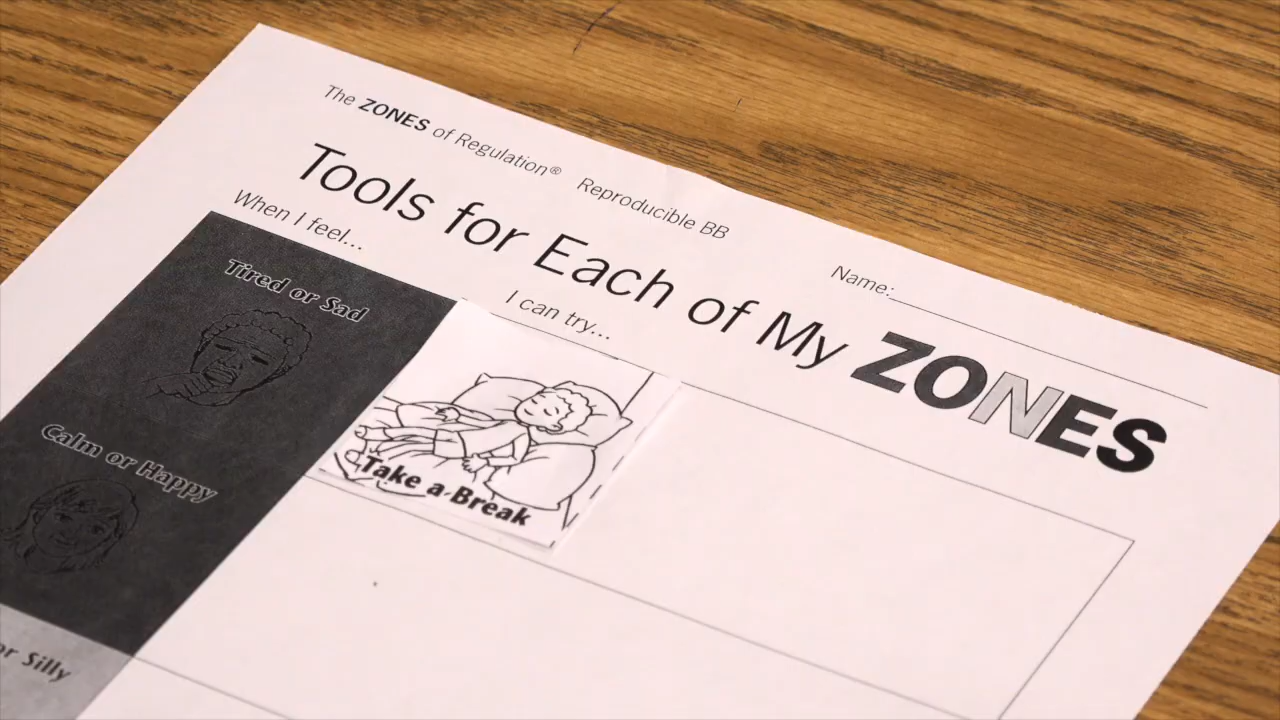 The ZONES of Regulation® Reproducible BB
Name:
Tools for Each of My ZONES
When I feel...
I can try...
Tired or Sad
Take a Break
Calm or Happy
or Silly